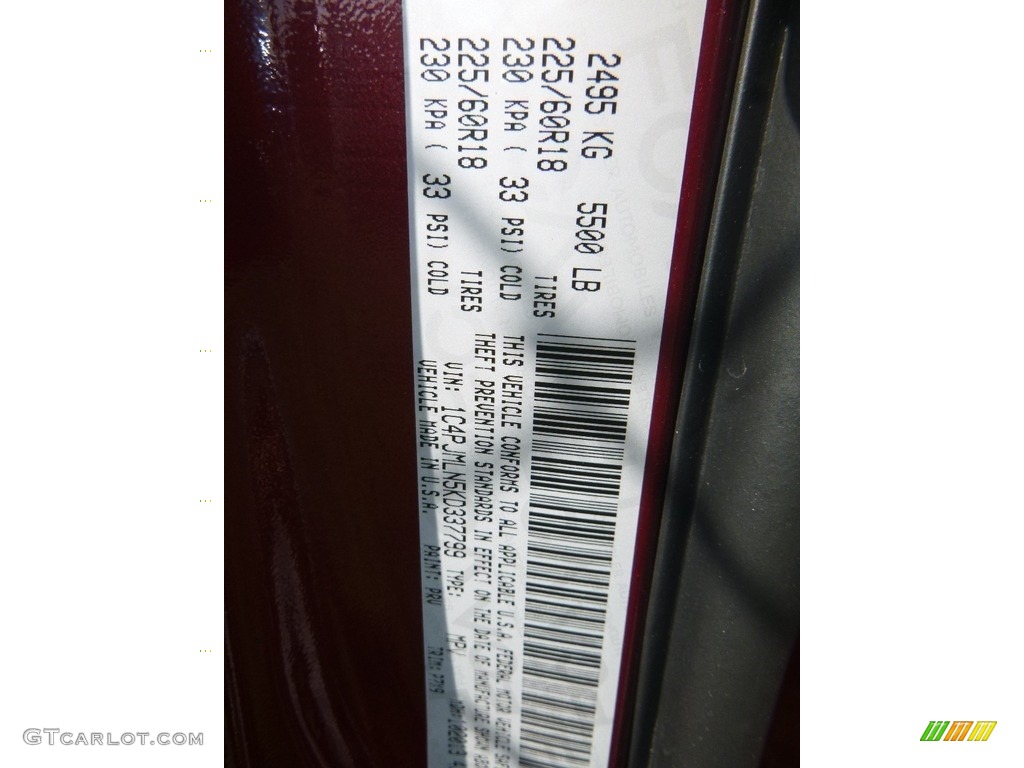 2495 KG 5500 LB
225/60R18 TIRES
230 KPA ( 33 PSI) COLD
225/60R18 TIRES
230 KPA ( 33 PSI) COLD
THIS VEHICLE CONFORMS TO ALL APPLICABLE U.S.A. FEDERAL MOTOR VEHICLE
THEFT PREVENTION STANDARDS IN EFFECT ON THE DATE OF MANUFACTURE SHOWN
VIN: 1C4PJMLN5KD337799 TYPE: MPV
VEHICLE MADE IN U.S.A. PAINT: PRV
GTCarLot.com